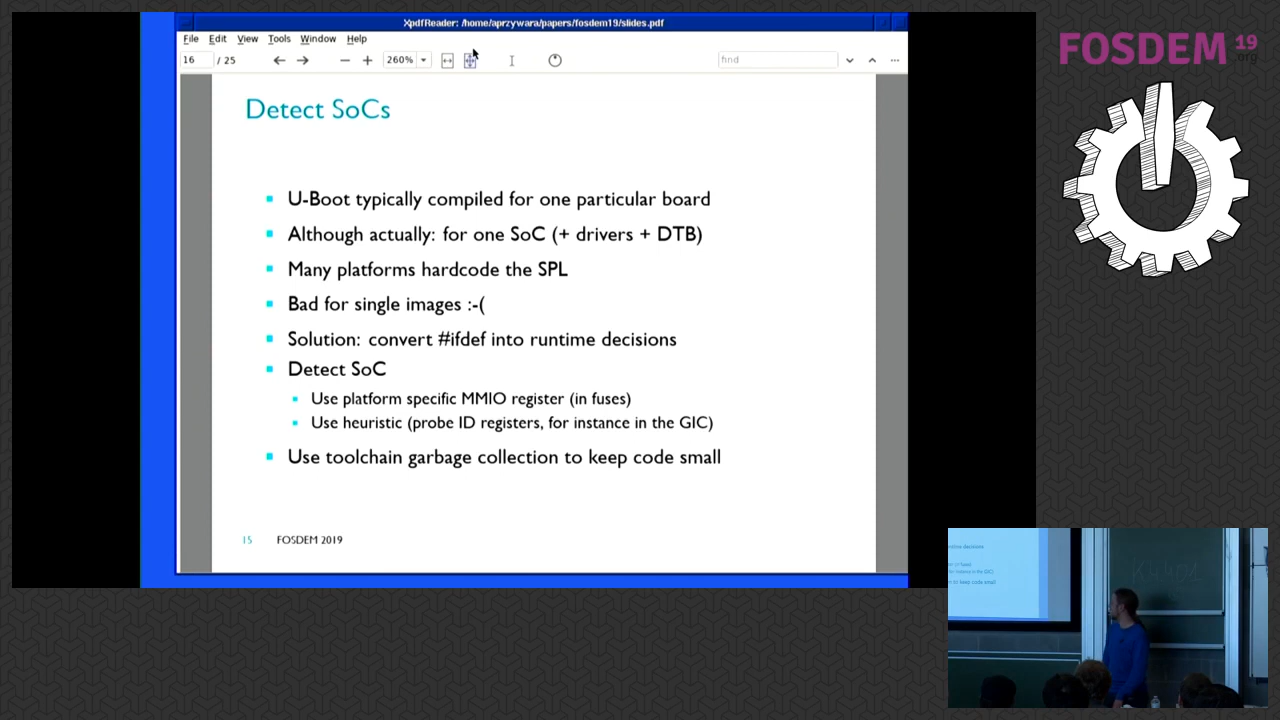 XpdfReader: /home/aprzywara/papers/fosdem19/slides.pdf
File Edit View Tools Window Help
16 / 25 260% find
FOSDEM 19 .org
Detect SoCs
U-Boot typically compiled for one particular board
Although actually: for one SoC (+ drivers + DTB)
Many platforms hardcode the SPL
Bad for single images :-(
Solution: convert #ifdef into runtime decisions
Detect SoC
Use platform specific MMIO register (in fuses)
Use heuristic (probe ID registers, for instance in the GIC)
Use toolchain garbage collection to keep code small
15 FOSDEM 2019